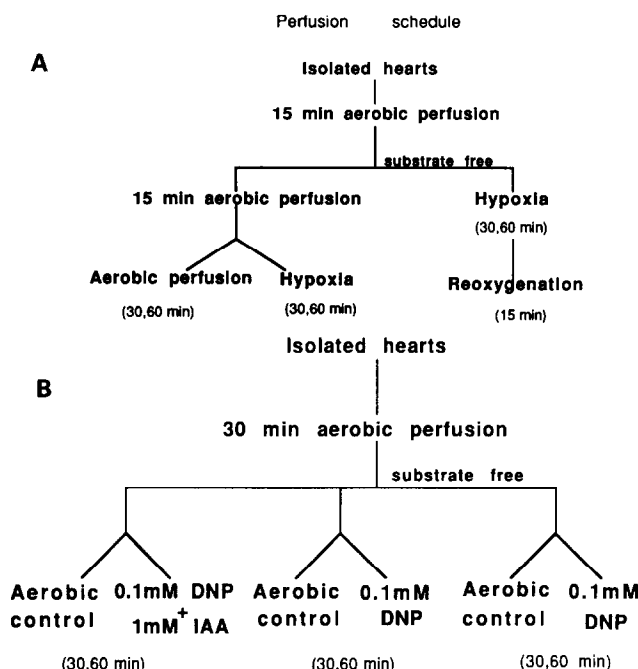 Perfusion schedule
A
Isolated hearts
15 min aerobic perfusion
substrate free
15 min aerobic perfusion
Hypoxia
(30,60 min)
Aerobic perfusion
Hypoxia
Reoxygenation
(30,60 min)
(30,60 min)
(15 min)
Isolated hearts
B
30 min aerobic perfusion
substrate free
Aerobic control
0.1mM DNP + 1mM IAA
Aerobic control
0.1mM DNP
Aerobic control
0.1mM DNP
(30,60 min)
(30,60 min)
(30,60 min)